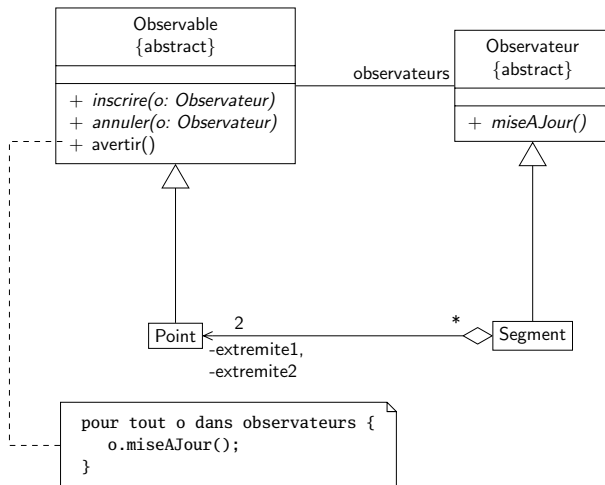 Observable
{abstract}
+ inscrire(o: Observateur)
+ annuler(o: Observateur)
+ avertir()
observateurs
Observateur
{abstract}
+ miseAJour()
Point
2
-extremite1,
-extremite2
*
Segment
pour tout o dans observateurs {
o.miseAJour();
}